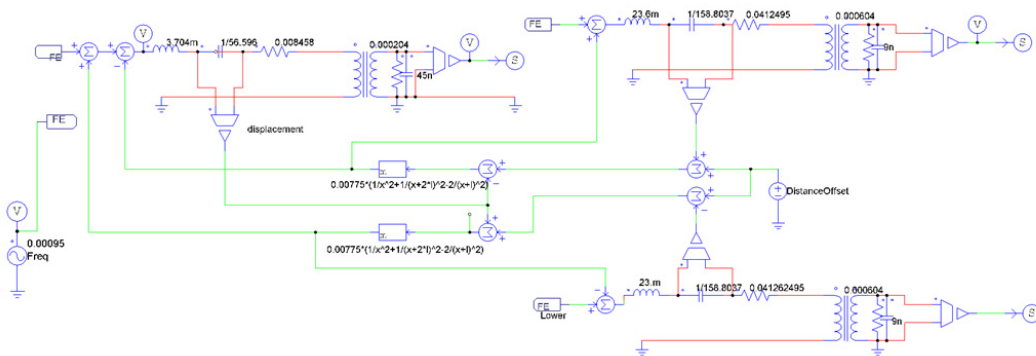 FE
V
3.704m
1/56.596
0.008458
0.000204
45n
V
S
FE
23.6m
1/158.8037
0.0412495
0.000604
9n
V
S
displacement
FE
0.00775*(1/x^2+1/(x+2*l)^2-2/(x+l)^2)
DistanceOffset
V
0.00095
Freq
0.00775*(1/x^2+1/(x+2*l)^2-2/(x+l)^2)
FE
Lower
23.m
1/158.8037
0.041262495
0.000604
9n
S